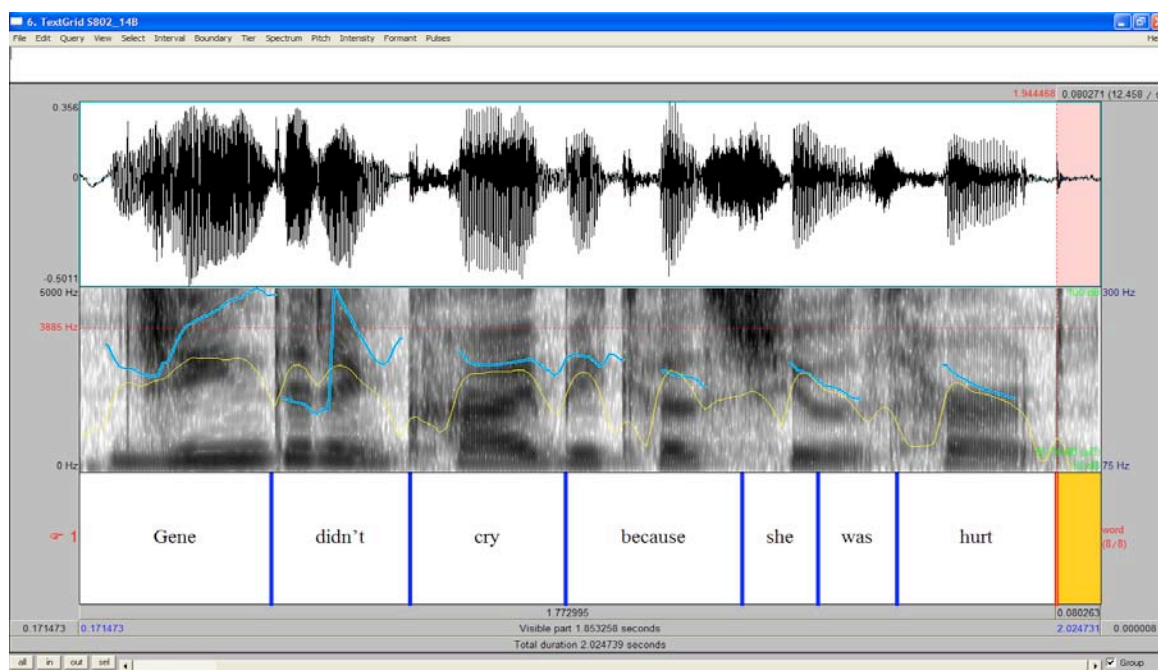 6. TextGrid S802_14B
File Edit Query View Select Interval Boundary Tier Spectrum Pitch Intensity Formant Pulses He
1.944468 0.080271 (12.458 /
0.356
0
-0.5011
5000 Hz 300 Hz
3885 Hz
0 Hz 75 Hz
1 Gene didn't cry because she was hurt word
(8/8)
1.772995 0.080263
0.171473 0.171473 Visible part 1.853258 seconds 2.024731 0.000008
Total duration 2.024739 seconds
all in out sel Group